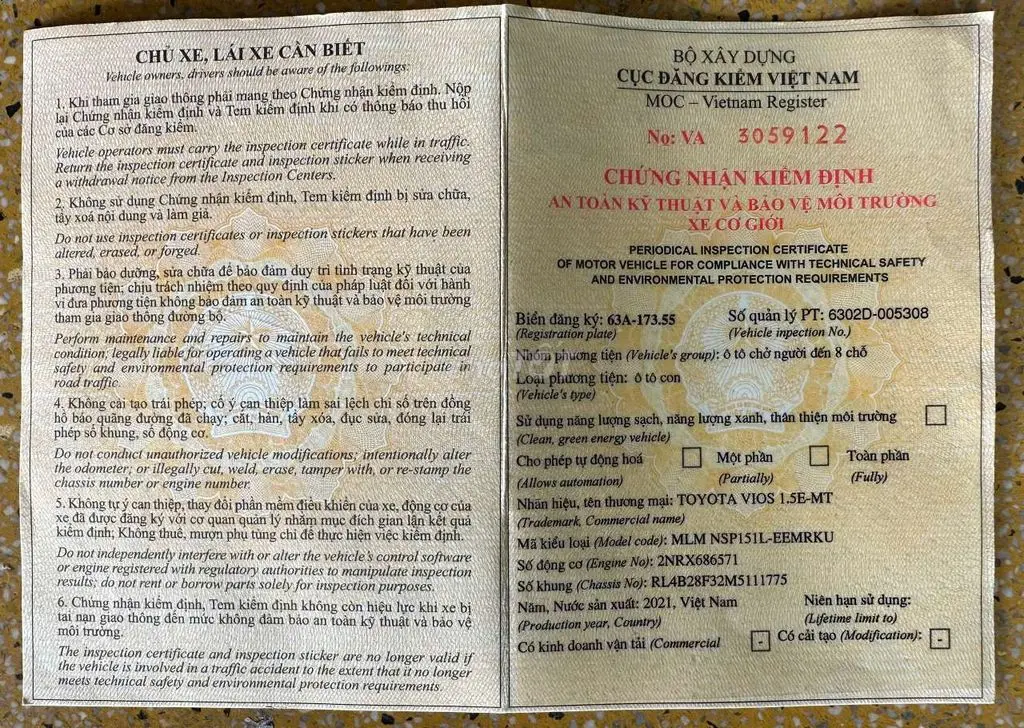 CHỦ XE, LÁI XE CẦN BIẾT
Vehicle owners, drivers should be aware of the followings:
1. Khi tham gia giao thông phải mang theo Chứng nhận kiểm định. Nộp
lại Chứng nhận kiểm định và Tem kiểm định khi có thông báo thu hồi
của các Cơ sở đăng kiểm.
Vehicle operators must carry the inspection certificate while in traffic.
Return the inspection certificate and inspection sticker when receiving
a withdrawal notice from the Inspection Centers.
2. Không sử dụng Chứng nhận kiểm định, Tem kiểm định bị sửa chữa,
tẩy xoá nội dung và làm giả.
Do not use inspection certificates or inspection stickers that have been
altered, erased, or forged.
3. Phải bảo dưỡng, sửa chữa để bảo đảm duy trì tình trạng kỹ thuật của
phương tiện; chịu trách nhiệm theo quy định của pháp luật đối với hành
vi đưa phương tiện không bảo đảm an toàn kỹ thuật và bảo vệ môi trường
tham gia giao thông đường bộ.
Perform maintenance and repairs to maintain the vehicle's technical
condition; legally liable for operating a vehicle that fails to meet technical
safety and environmental protection requirements to participate in
road traffic.
4. Không cải tạo trái phép; cố ý can thiệp làm sai lệch chỉ số trên đồng
hồ báo quãng đường đã chạy; cắt, hàn, tẩy xóa, đục sửa, đóng lại trái
phép số khung, số động cơ.
Do not conduct unauthorized vehicle modifications; intentionally alter
the odometer; or illegally cut, weld, erase, tamper with, or re-stamp the
chassis number or engine number.
5. Không tự ý can thiệp, thay đổi phần mềm điều khiển của xe, động cơ của
xe đã được đăng ký với cơ quan quản lý nhằm mục đích gian lận kết quả
kiểm định; Không thuê, mượn phụ tùng chỉ để thực hiện việc kiểm định.
Do not independently interfere with or alter the vehicle's control software
or engine registered with regulatory authorities to manipulate inspection
results; do not rent or borrow parts solely for inspection purposes.
6. Chứng nhận kiểm định, Tem kiểm định không còn hiệu lực khi xe bị
tai nạn giao thông đến mức không đảm bảo an toàn kỹ thuật và bảo vệ
môi trường.
The inspection certificate and inspection sticker are no longer valid if
the vehicle is involved in a traffic accident to the extent that it no longer
meets technical safety and environmental protection requirements.
BỘ XÂY DỰNG
CỤC ĐĂNG KIỂM VIỆT NAM
MOC – Vietnam Register
No: VA 3059122
CHỨNG NHẬN KIỂM ĐỊNH
AN TOÀN KỸ THUẬT VÀ BẢO VỆ MÔI TRƯỜNG
XE CƠ GIỚI
PERIODICAL INSPECTION CERTIFICATE
OF MOTOR VEHICLE FOR COMPLIANCE WITH TECHNICAL SAFETY
AND ENVIRONMENTAL PROTECTION REQUIREMENTS
Biển đăng ký: 63A-173.55 Số quản lý PT: 6302D-005308
(Registration plate) (Vehicle inpection No.)
Nhóm phương tiện (Vehicle's group): ô tô chở người đến 8 chỗ
Loại phương tiện: ô tô con
(Vehicle's type)
Sử dụng năng lượng sạch, năng lượng xanh, thân thiện môi trường
(Clean, green energy vehicle)
Cho phép tự động hoá Một phần Toàn phần
(Allows automation) (Partially) (Fully)
Nhãn hiệu, tên thương mại: TOYOTA VIOS 1.5E-MT
(Trademark, Commercial name)
Mã kiểu loại (Model code): MLM NSP151L-EEMRKU
Số động cơ (Engine No): 2NRX686571
Số khung (Chassis No): RL4B28F32M5111775
Năm, Nước sản xuất: 2021, Việt Nam Niên hạn sử dụng:
(Production year, Country) (Lifetime limit to)
Có kinh doanh vận tải (Commercial - Có cải tạo (Modification): -